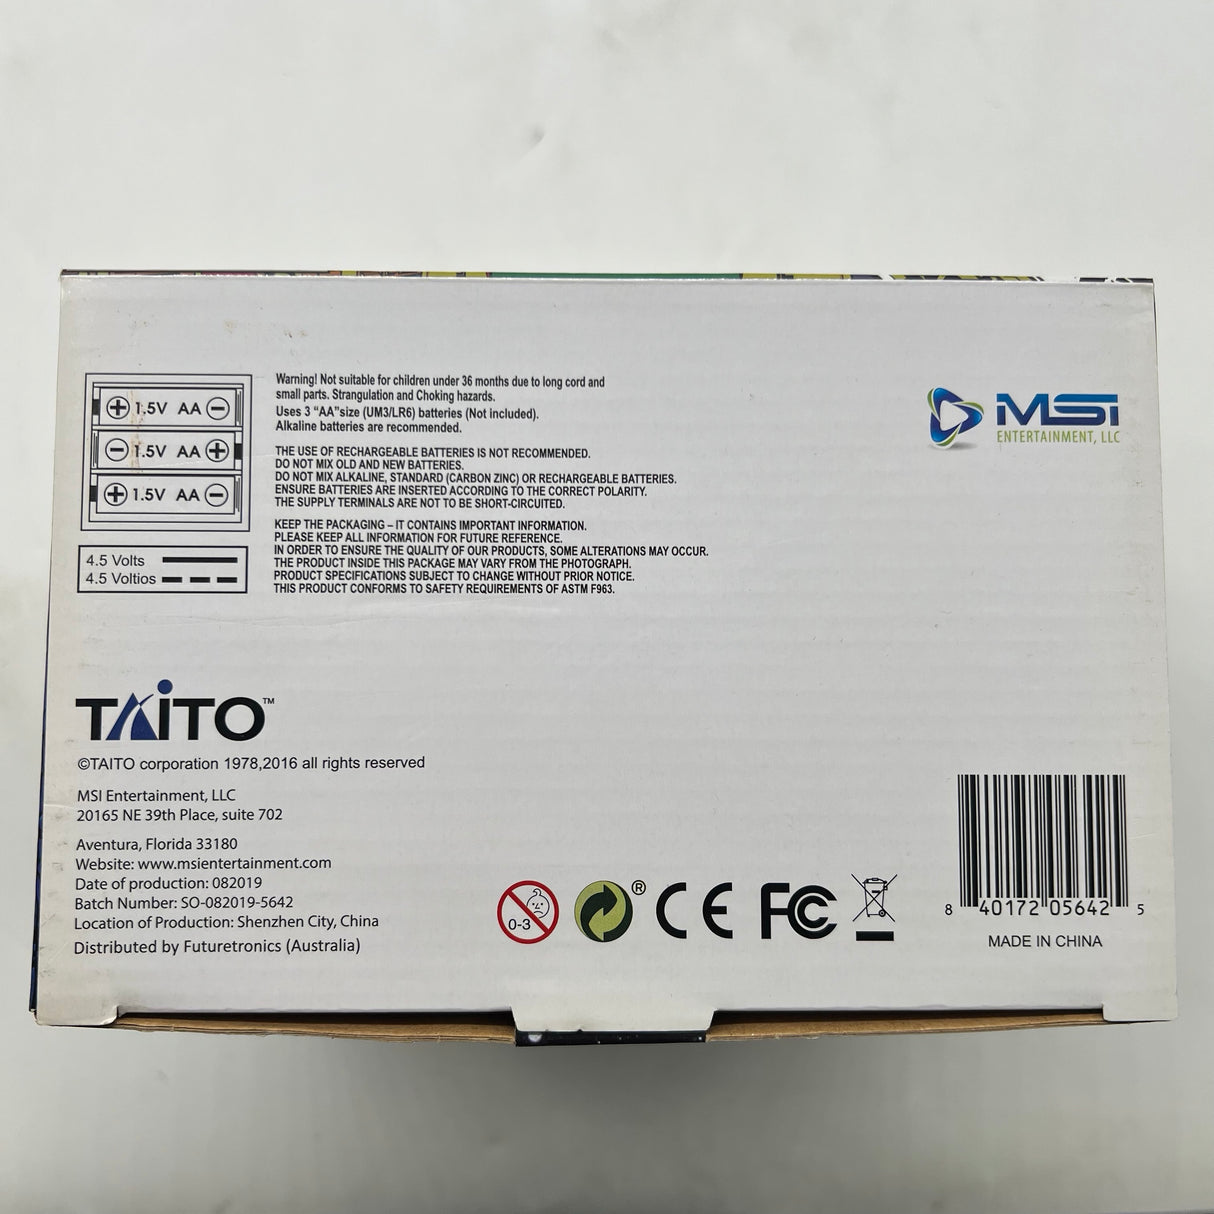 + 1.5V AA −
− 1.5V AA +
+ 1.5V AA −
4.5 Volts
4.5 Voltios
Warning! Not suitable for children under 36 months due to long cord and
small parts. Strangulation and Choking hazards.
Uses 3 “AA”size (UM3/LR6) batteries (Not included).
Alkaline batteries are recommended.
THE USE OF RECHARGEABLE BATTERIES IS NOT RECOMMENDED.
DO NOT MIX OLD AND NEW BATTERIES.
DO NOT MIX ALKALINE, STANDARD (CARBON ZINC) OR RECHARGEABLE BATTERIES.
ENSURE BATTERIES ARE INSERTED ACCORDING TO THE CORRECT POLARITY.
THE SUPPLY TERMINALS ARE NOT TO BE SHORT-CIRCUITED.
KEEP THE PACKAGING – IT CONTAINS IMPORTANT INFORMATION.
PLEASE KEEP ALL INFORMATION FOR FUTURE REFERENCE.
IN ORDER TO ENSURE THE QUALITY OF OUR PRODUCTS, SOME ALTERATIONS MAY OCCUR.
THE PRODUCT INSIDE THIS PACKAGE MAY VARY FROM THE PHOTOGRAPH.
PRODUCT SPECIFICATIONS SUBJECT TO CHANGE WITHOUT PRIOR NOTICE.
THIS PRODUCT CONFORMS TO SAFETY REQUIREMENTS OF ASTM F963.
MSI
ENTERTAINMENT, LLC
TAITO™
©TAITO corporation 1978,2016 all rights reserved
MSI Entertainment, LLC
20165 NE 39th Place, suite 702
Aventura, Florida 33180
Website: www.msientertainment.com
Date of production: 082019
Batch Number: SO-082019-5642
Location of Production: Shenzhen City, China
Distributed by Futuretronics (Australia)
0-3
®
CE
FC
8 40172 05642 5
MADE IN CHINA